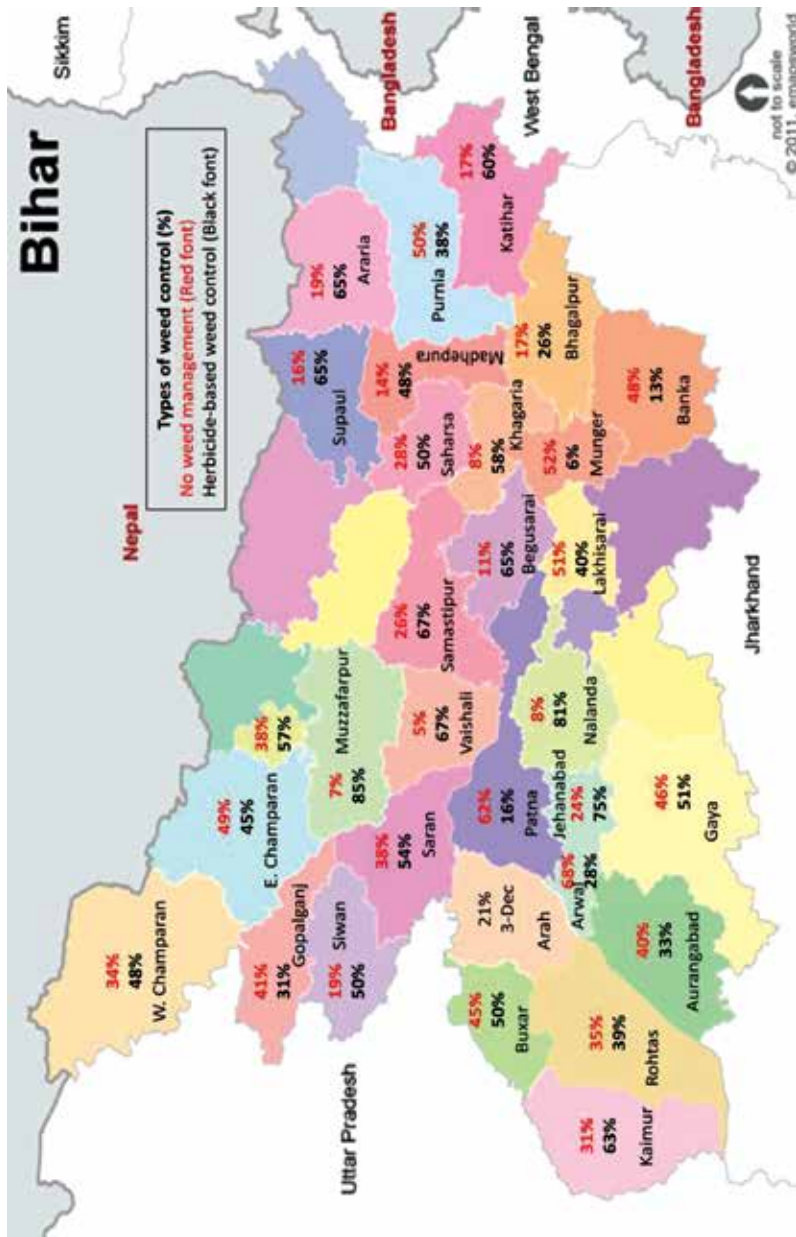 Bihar
Sikkim
Nepal
Types of weed control (%)
No weed management (Red font)
Herbicide-based weed control (Black font)
34%
48%
W. Champaran
49%
45%
E. Champaran
38%
57%
41%
31%
Gopalganj
19%
50%
Siwan
7%
85%
Muzzafarpur
38%
54%
Saran
5%
67%
Vaishali
26%
67%
Samastipur
16%
65%
Supaul
19%
65%
Araria
14%
48%
Madhepura
50%
38%
Purnia
28%
50%
Saharsa
17%
60%
Katihar
8%
58%
Khagaria
11%
65%
Begusarai
17%
26%
Bhagalpur
52%
6%
Munger
51%
40%
Lakhisarai
48%
13%
Banka
62%
16%
Patna
8%
81%
Nalanda
Jehanabad
24%
75%
68%
28%
Arwal
21%
3-Dec
Arah
45%
50%
Buxar
35%
39%
Rohtas
31%
63%
Kaimur
40%
33%
Aurangabad
46%
51%
Gaya
Uttar Pradesh
Jharkhand
West Bengal
Bangladesh
Bangladesh
not to scale
© 2011, emapsworld